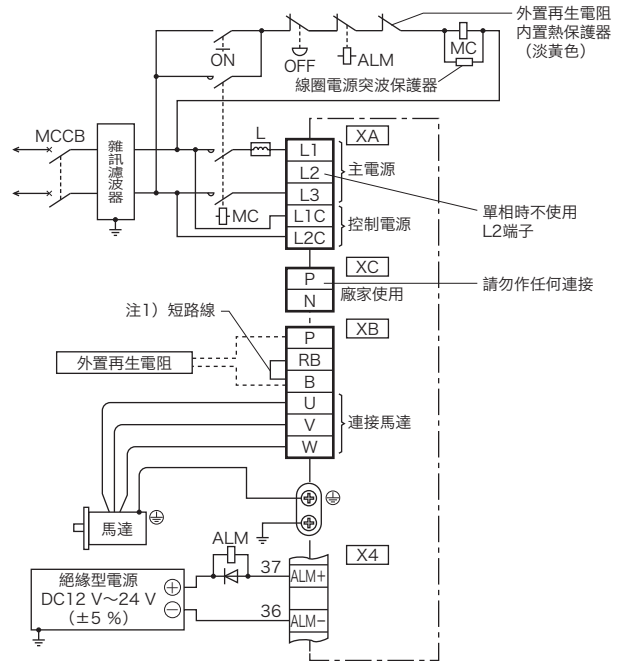 外置再生電阻
内置熱保護器
（淡黃色）
ON
OFF
ALM
MC
線圈電源突波保護器
MCCB
雜訊濾波器
L
MC
XA
L1
L2
L3
主電源
L1C
L2C
控制電源
單相時不使用
L2端子
XC
P
N
廠家使用
請勿作任何連接
注1）短路線
XB
外置再生電阻
P
RB
B
U
V
W
連接馬達
馬達
ALM
X4
絕緣型電源
DC12 V～24 V
（±5 %）
37
ALM+
36
ALM−